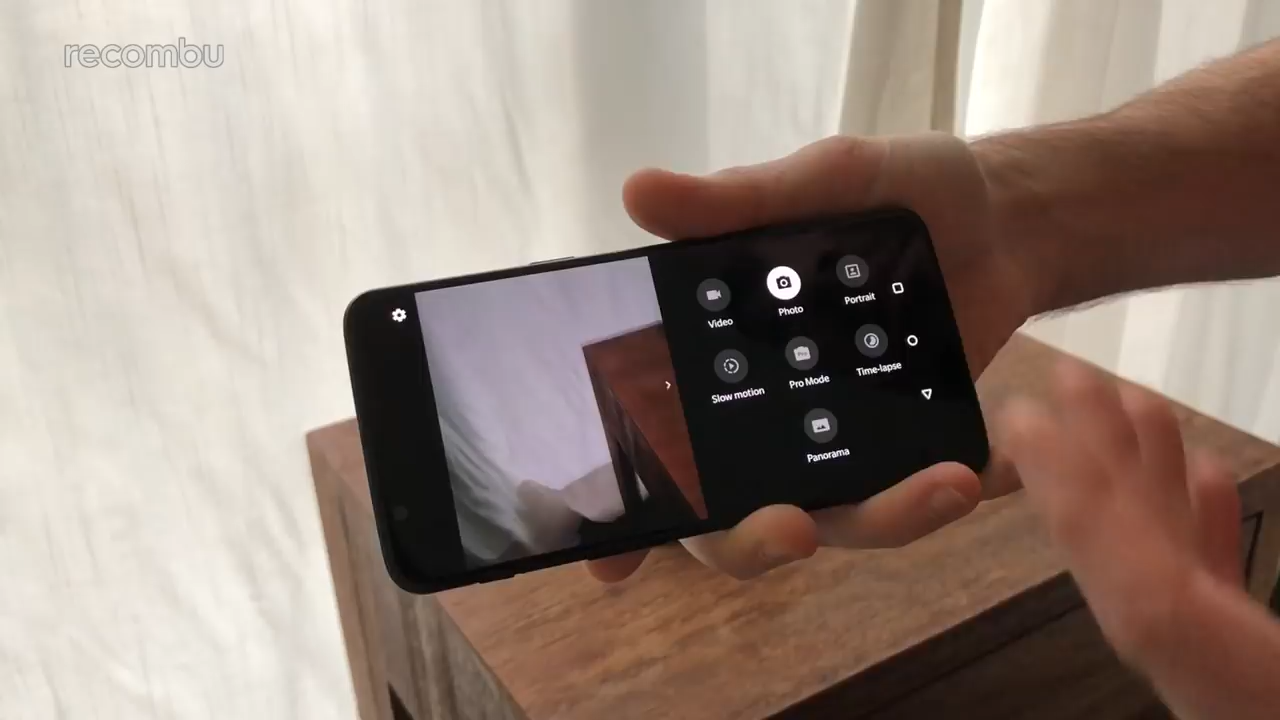 recombu
Video
Photo
Portrait
Slow motion
Pro Mode
Time-lapse
Panorama